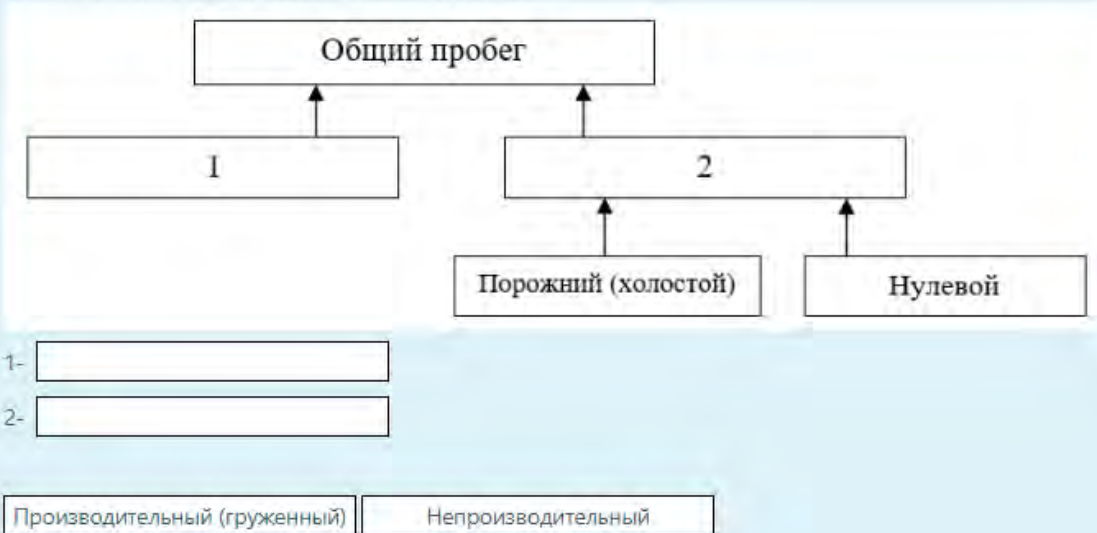 Общий пробег
1 2
Порожний (холостой) Нулевой
1-
2-
Производительный (груженный) Непроизводительный